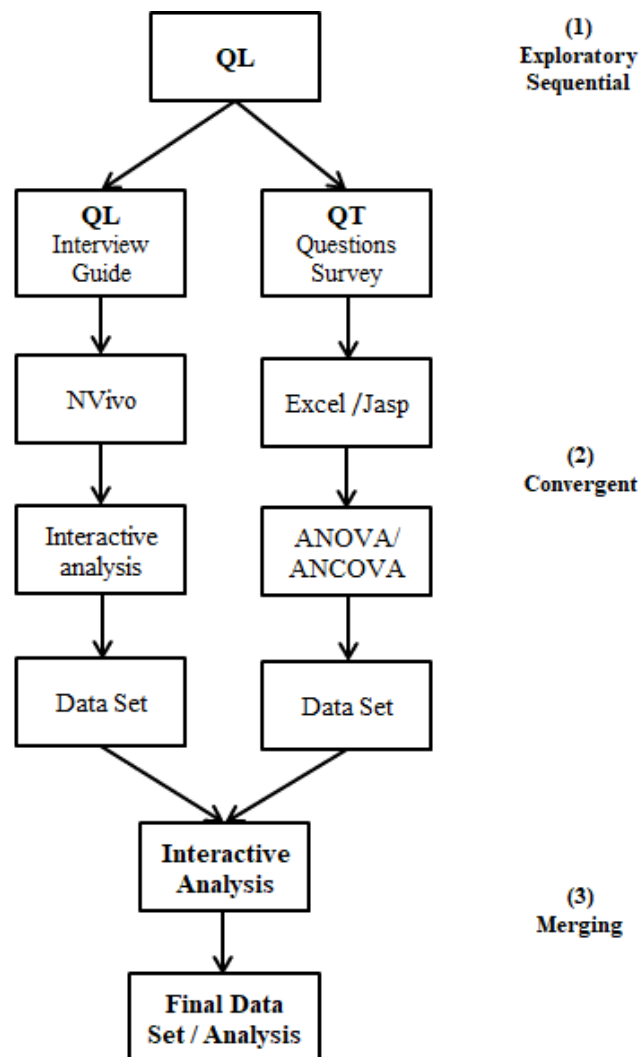 QL
(1)
Exploratory
Sequential
QL
Interview
Guide
QT
Questions
Survey
NVivo
Excel /Jasp
(2)
Convergent
Interactive
analysis
ANOVA/
ANCOVA
Data Set
Data Set
Interactive
Analysis
(3)
Merging
Final Data
Set / Analysis